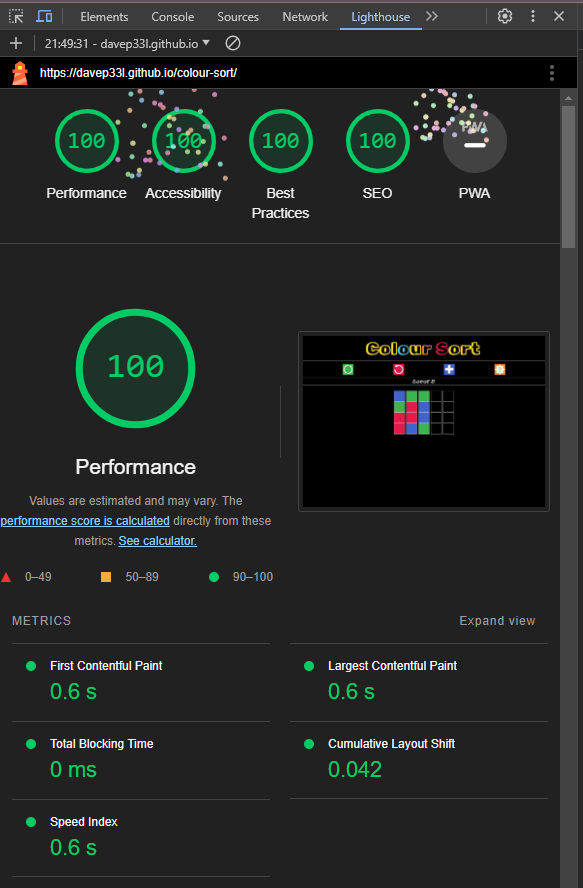 Elements Console Sources Network Lighthouse
21:49:31 - davep33l.github.io
https://davep33l.github.io/colour-sort/
100 100 100 100 PWA
Performance Accessibility Best Practices SEO PWA
100
Colour Sort
Level 2
Performance
Values are estimated and may vary. The
performance score is calculated directly from these
metrics. See calculator.
0–49 50–89 90–100
METRICS Expand view
First Contentful Paint
0.6 s
Largest Contentful Paint
0.6 s
Total Blocking Time
0 ms
Cumulative Layout Shift
0.042
Speed Index
0.6 s